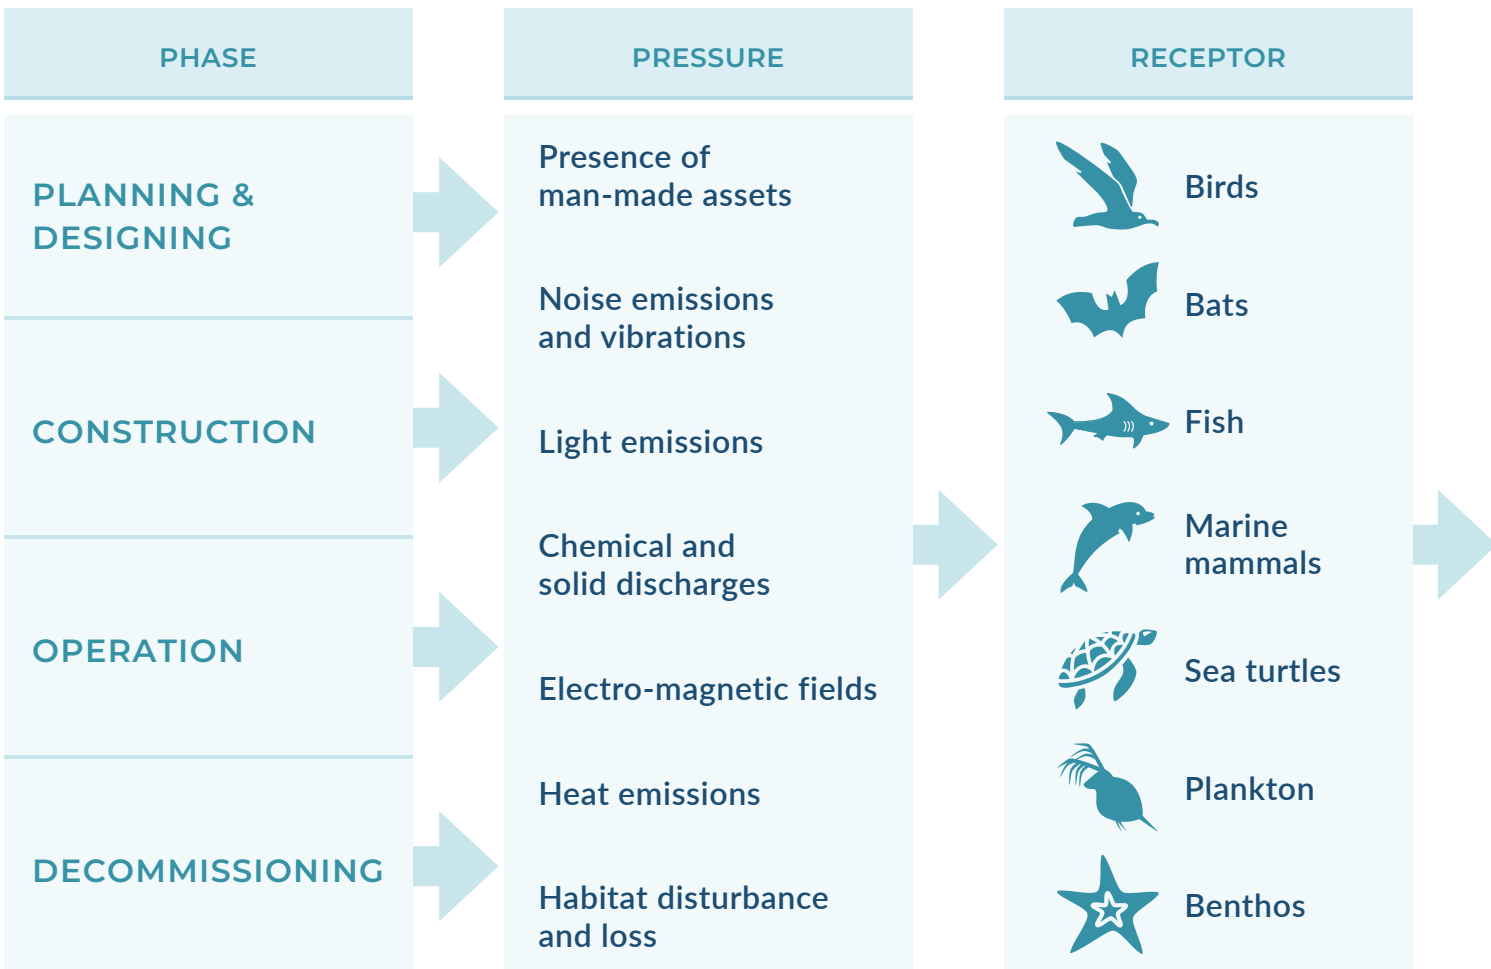 PHASE
PLANNING &
DESIGNING
CONSTRUCTION
OPERATION
DECOMMISSIONING
PRESSURE
Presence of
man-made assets
Noise emissions
and vibrations
Light emissions
Chemical and
solid discharges
Electro-magnetic fields
Heat emissions
Habitat disturbance
and loss
RECEPTOR
Birds
Bats
Fish
Marine
mammals
Sea turtles
Plankton
Benthos